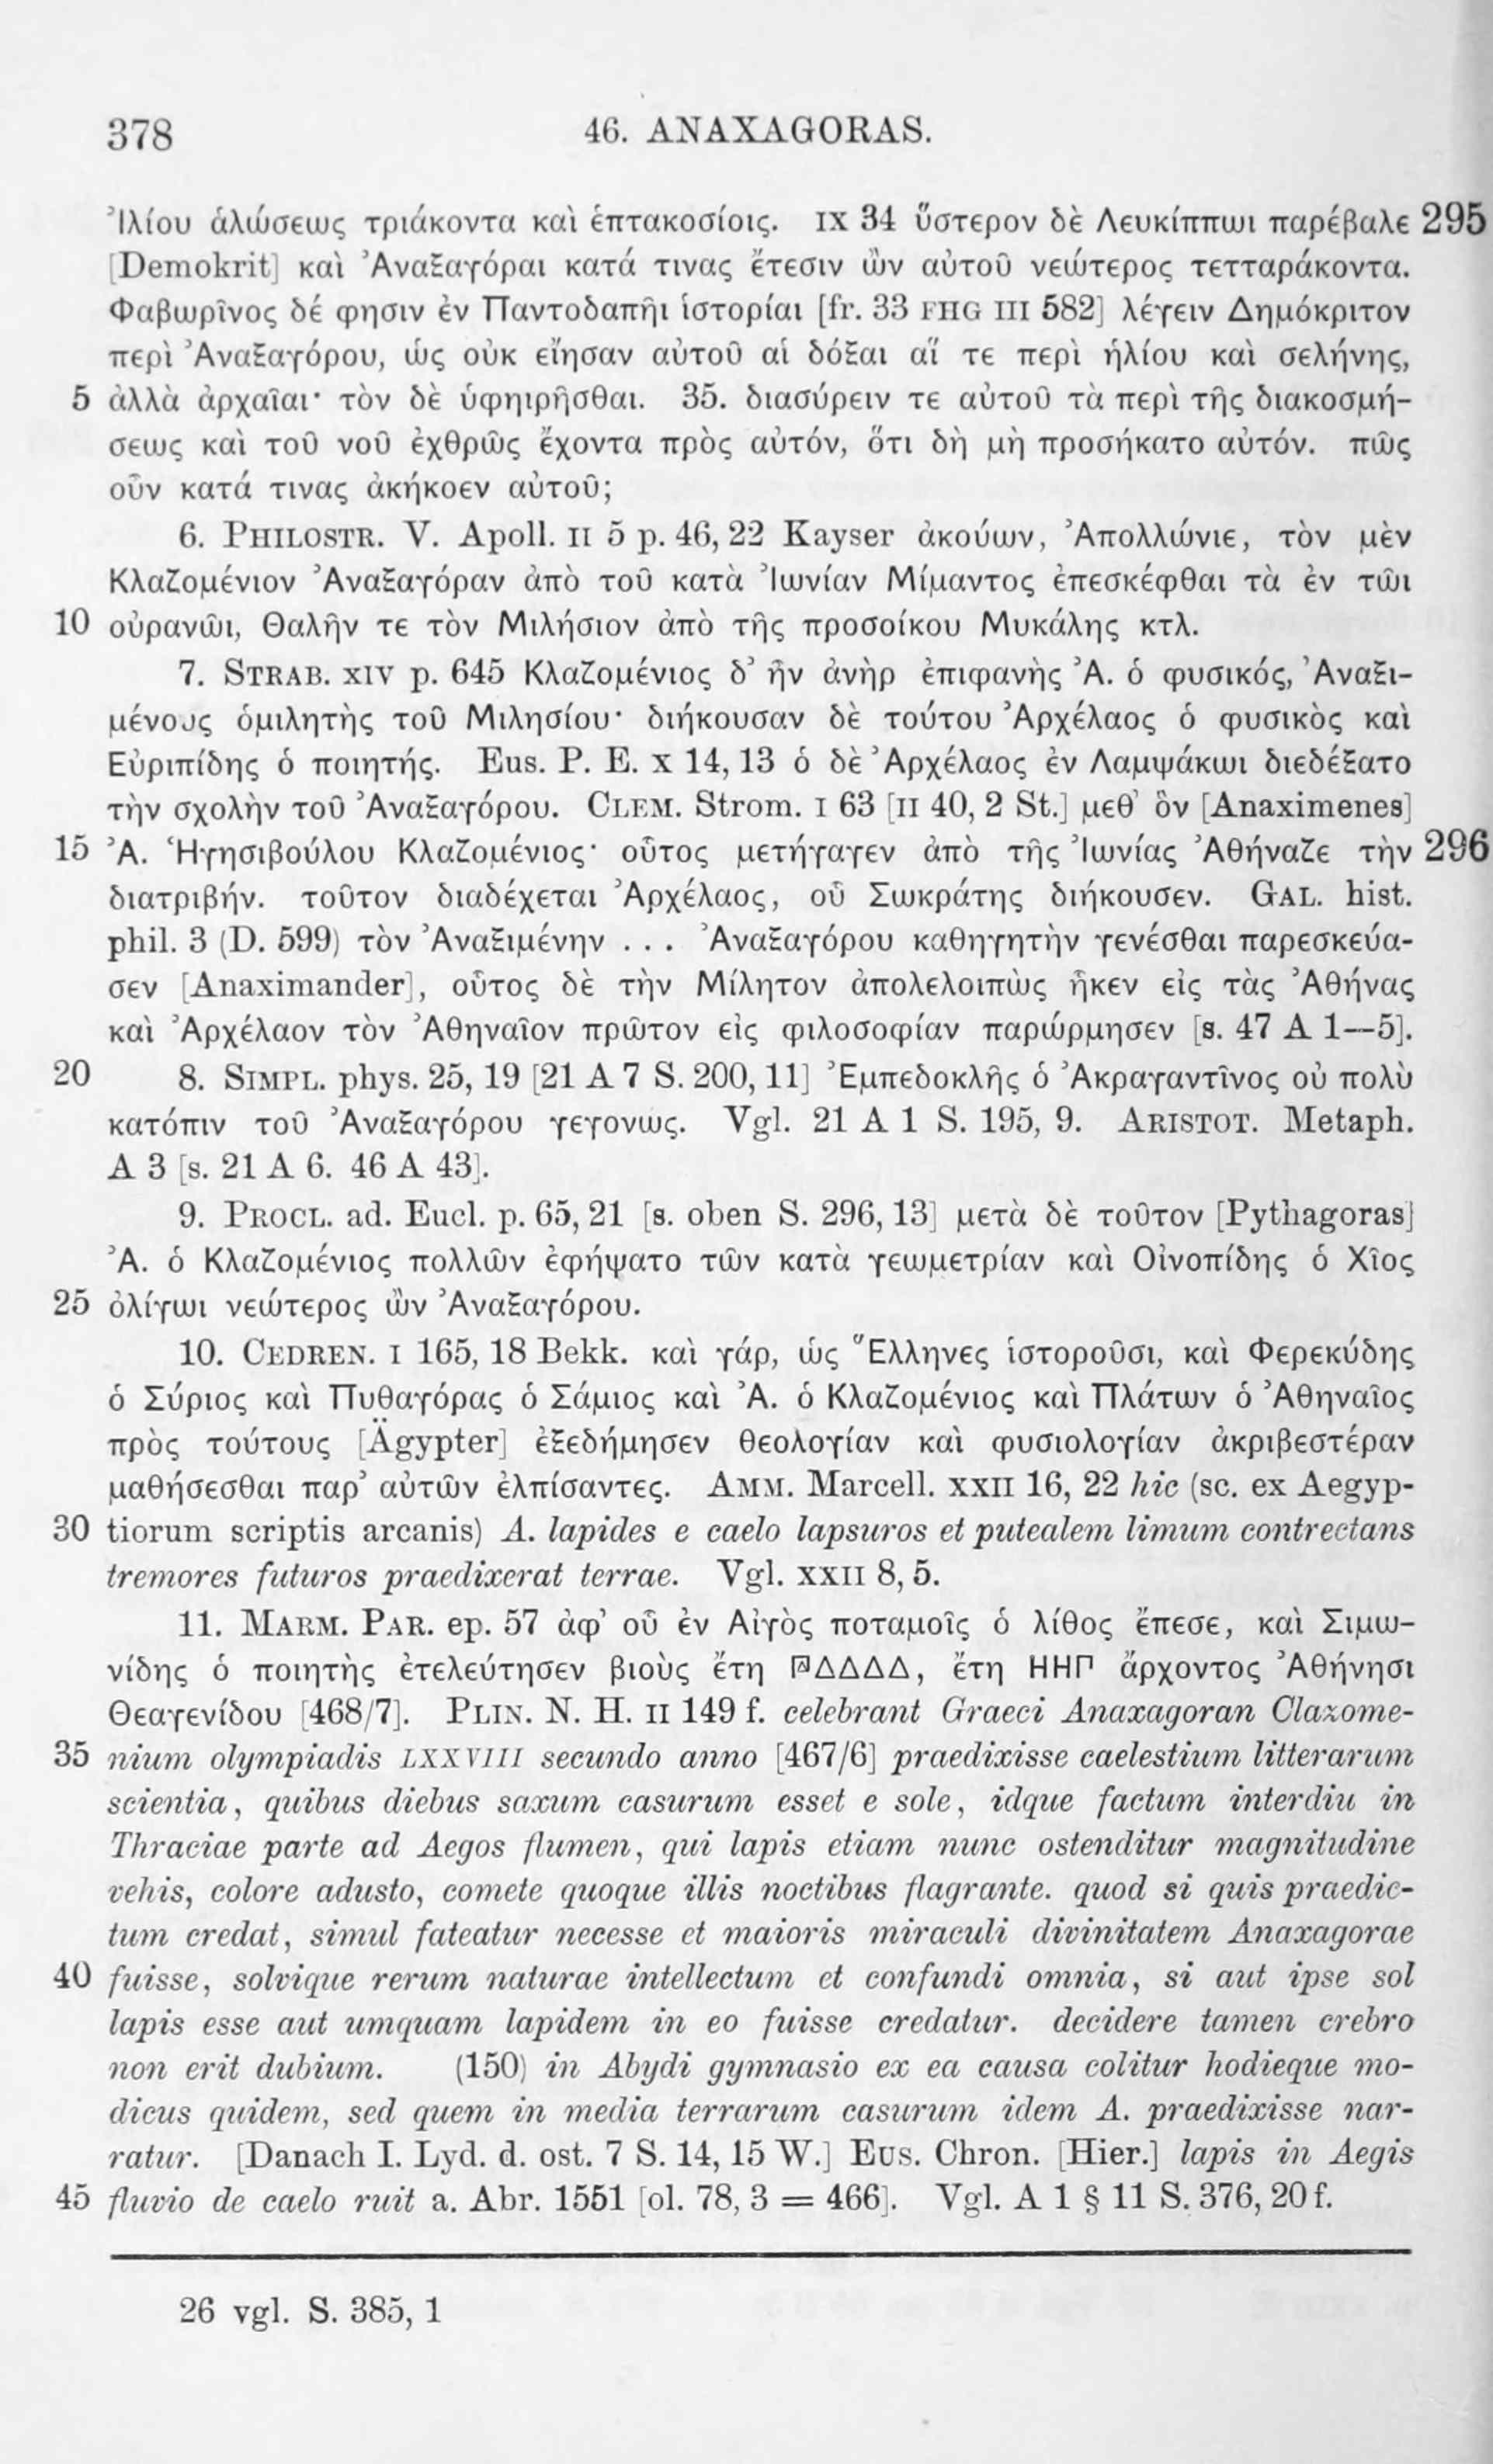 378 46. ANAXAGORAS.
Ἰλίου ἁλώσεως τριάκοντα καὶ ἑπτακοσίοις. IX 34 ὕστερον δὲ Λευκίππωι παρέβαλε 295
[Demokrit] καὶ Ἀναξαγόραι κατά τινας ἔτεσιν ὢν αὐτοῦ νεώτερος τετταράκοντα.
Φαβωρῖνος δέ φησιν ἐν Παντοδαπῆι ἱστορίαι [fr. 33 FHG III 582] λέγειν Δημόκριτον
περὶ Ἀναξαγόρου, ὡς οὐκ εἴησαν αὐτοῦ αἱ δόξαι αἵ τε περὶ ἡλίου καὶ σελήνης,
5 ἀλλὰ ἀρχαῖαι· τὸν δὲ ὑφηιρῆσθαι. 35. διασύρειν τε αὐτοῦ τὰ περὶ τῆς διακοσμή-
σεως καὶ τοῦ νοῦ ἐχθρῶς ἔχοντα πρὸς αὐτόν, ὅτι δὴ μὴ προσήκατο αὐτόν. πῶς
οὖν κατά τινας ἀκήκοεν αὐτοῦ;
6. PHILOSTR. V. Apoll. II 5 p. 46, 22 Kayser ἀκούων, Ἀπολλώνιε, τὸν μὲν
Κλαζομένιον Ἀναξαγόραν ἀπὸ τοῦ κατὰ Ἰωνίαν Μίμαντος ἐπεσκέφθαι τὰ ἐν τῶι
10 οὐρανῶι, Θαλῆν τε τὸν Μιλήσιον ἀπὸ τῆς προσοίκου Μυκάλης κτλ.
7. STRAB. XIV p. 645 Κλαζομένιος δ’ ἦν ἀνὴρ ἐπιφανὴς Ἀ. ὁ φυσικός, Ἀναξι-
μένους ὁμιλητὴς τοῦ Μιλησίου· διήκουσαν δὲ τούτου Ἀρχέλαος ὁ φυσικὸς καὶ
Εὐριπίδης ὁ ποιητής. Eus. P. E. X 14, 13 ὁ δὲ Ἀρχέλαος ἐν Λαμψάκωι διεδέξατο
τὴν σχολὴν τοῦ Ἀναξαγόρου. CLEM. Strom. I 63 [II 40, 2 St.] μεθ’ ὃν [Anaximenes]
15 Ἀ. Ἡγησιβούλου Κλαζομένιος· οὗτος μετήγαγεν ἀπὸ τῆς Ἰωνίας Ἀθήναζε τὴν 296
διατριβήν. τοῦτον διαδέχεται Ἀρχέλαος, οὗ Σωκράτης διήκουσεν. GAL. hist.
phil. 3 (D. 599) τὸν Ἀναξιμένην ... Ἀναξαγόρου καθηγητὴν γενέσθαι παρεσκεύα-
σεν [Anaximander], οὗτος δὲ τὴν Μίλητον ἀπολελοιπὼς ἧκεν εἰς τὰς Ἀθήνας
καὶ Ἀρχέλαον τὸν Ἀθηναῖον πρῶτον εἰς φιλοσοφίαν παρώρμησεν [s. 47 A 1—5].
20 8. SIMPL. phys. 25, 19 [21 A 7 S. 200, 11] Ἐμπεδοκλῆς ὁ Ἀκραγαντῖνος οὐ πολὺ
κατόπιν τοῦ Ἀναξαγόρου γεγονώς. Vgl. 21 A 1 S. 195, 9. ARISTOT. Metaph.
A 3 [s. 21 A 6. 46 A 43].
9. PROCL. ad. Eucl. p. 65, 21 [s. oben S. 296, 13] μετὰ δὲ τοῦτον [Pythagoras]
Ἀ. ὁ Κλαζομένιος πολλῶν ἐφήψατο τῶν κατὰ γεωμετρίαν καὶ Οἰνοπίδης ὁ Χῖος
25 ὀλίγωι νεώτερος ὢν Ἀναξαγόρου.
10. CEDREN. I 165, 18 Bekk. καὶ γάρ, ὡς Ἕλληνες ἱστοροῦσι, καὶ Φερεκύδης
ὁ Σύριος καὶ Πυθαγόρας ὁ Σάμιος καὶ Ἀ. ὁ Κλαζομένιος καὶ Πλάτων ὁ Ἀθηναῖος
πρὸς τούτους [Ägypter] ἐξεδήμησεν θεολογίαν καὶ φυσιολογίαν ἀκριβεστέραν
μαθήσεσθαι παρ’ αὐτῶν ἐλπίσαντες. AMM. Marcell. XXII 16, 22 hic (sc. ex Aegyp-
30 tiorum scriptis arcanis) A. lapides e caelo lapsuros et putealem limum contrectans
tremores futuros praedixerat terrae. Vgl. XXII 8, 5.
11. MARM. PAR. ep. 57 ἀφ’ οὗ ἐν Αἰγὸς ποταμοῖς ὁ λίθος ἔπεσε, καὶ Σιμω-
νίδης ὁ ποιητὴς ἐτελεύτησεν βιοὺς ἔτη 𐅄ΔΔΔΔ, ἔτη ΗΗΓ ἄρχοντος Ἀθήνησι
Θεαγενίδου [468/7]. PLIN. N. H. II 149 f. celebrant Graeci Anaxagoran Clazome-
35 nium olympiadis LXXVIII secundo anno [467/6] praedixisse caelestium litterarum
scientia, quibus diebus saxum casurum esset e sole, idque factum interdiu in
Thraciae parte ad Aegos flumen, qui lapis etiam nunc ostenditur magnitudine
vehis, colore adusto, comete quoque illis noctibus flagrante. quod si quis praedic-
tum credat, simul fateatur necesse et maioris miraculi divinitatem Anaxagorae
40 fuisse, solvique rerum naturae intellectum et confundi omnia, si aut ipse sol
lapis esse aut umquam lapidem in eo fuisse credatur. decidere tamen crebro
non erit dubium. (150) in Abydi gymnasio ex ea causa colitur hodieque mo-
dicus quidem, sed quem in media terrarum casurum idem A. praedixisse nar-
ratur. [Danach I. Lyd. d. ost. 7 S. 14, 15 W.] EUS. Chron. [Hier.] lapis in Aegis
45 fluvio de caelo ruit a. Abr. 1551 [ol. 78, 3 = 466]. Vgl. A 1 § 11 S. 376, 20 f.
26 vgl. S. 385, 1